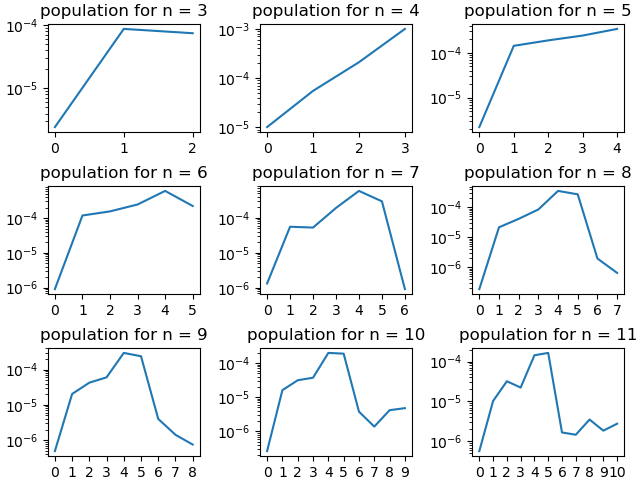 population for n = 3
population for n = 4
population for n = 5
10⁻⁴
10⁻⁵
0 1 2
10⁻³
10⁻⁴
10⁻⁵
0 1 2 3
10⁻⁴
10⁻⁵
0 1 2 3 4
population for n = 6
population for n = 7
population for n = 8
10⁻⁴
10⁻⁵
10⁻⁶
0 1 2 3 4 5
10⁻⁴
10⁻⁵
10⁻⁶
0 1 2 3 4 5 6
10⁻⁴
10⁻⁵
10⁻⁶
0 1 2 3 4 5 6 7
population for n = 9
population for n = 10
population for n = 11
10⁻⁴
10⁻⁵
10⁻⁶
0 1 2 3 4 5 6 7 8
10⁻⁴
10⁻⁵
10⁻⁶
0 1 2 3 4 5 6 7 8 9
10⁻⁴
10⁻⁵
10⁻⁶
0 1 2 3 4 5 6 7 8 9 10